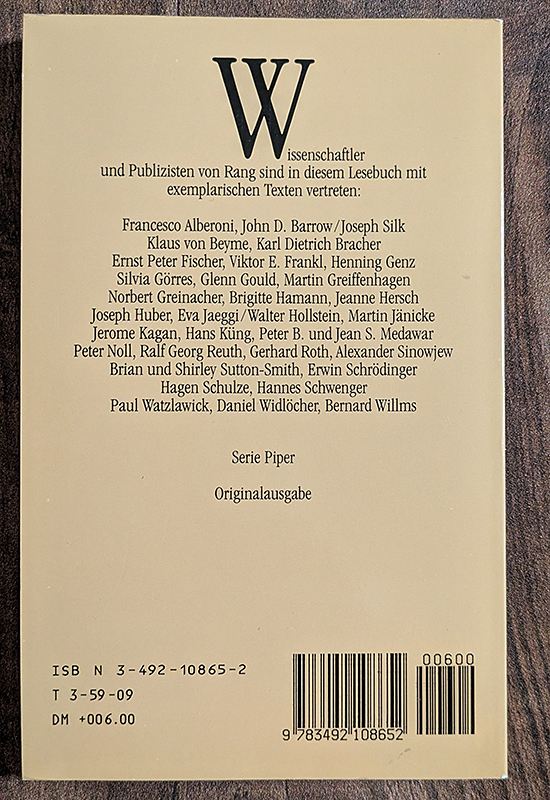 Wissenschaftler
und Publizisten von Rang sind in diesem Lesebuch mit
exemplarischen Texten vertreten:
Francesco Alberoni, John D. Barrow/Joseph Silk
Klaus von Beyme, Karl Dietrich Bracher
Ernst Peter Fischer, Viktor E. Frankl, Henning Genz
Silvia Görres, Glenn Gould, Martin Greiffenhagen
Norbert Greinacher, Brigitte Hamann, Jeanne Hersch
Joseph Huber, Eva Jaeggi/Walter Hollstein, Martin Jänicke
Jerome Kagan, Hans Küng, Peter B. und Jean S. Medawar
Peter Noll, Ralf Georg Reuth, Gerhard Roth, Alexander Sinowjew
Brian und Shirley Sutton-Smith, Erwin Schrödinger
Hagen Schulze, Hannes Schwenger
Paul Watzlawick, Daniel Widlöcher, Bernard Willms
Serie Piper
Originalausgabe
ISB N 3-492-10865-2
T 3-59-09
DM +006.00
00600
9 783492 108652